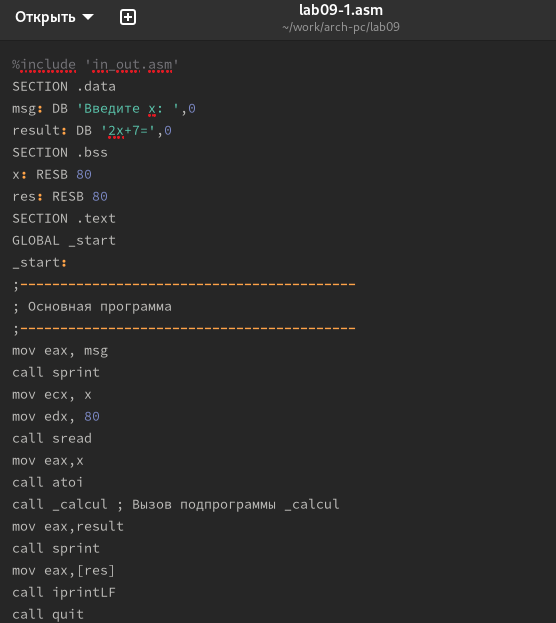 Открыть
lab09-1.asm
~/work/arch-pc/lab09
%include 'in_out.asm'
SECTION .data
msg: DB 'Введите x: ',0
result: DB '2x+7=',0
SECTION .bss
x: RESB 80
res: RESB 80
SECTION .text
GLOBAL _start
_start:
;------------------------------------------
; Основная программа
;------------------------------------------
mov eax, msg
call sprint
mov ecx, x
mov edx, 80
call sread
mov eax,x
call atoi
call _calcul ; Вызов подпрограммы _calcul
mov eax,result
call sprint
mov eax,[res]
call iprintLF
call quit